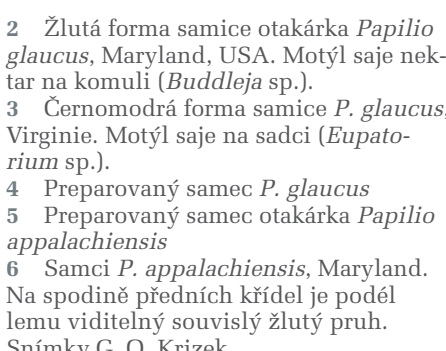 2 Žlutá forma samice otakárka Papilio
glaucus, Maryland, USA. Motýl saje nek-
tar na komuli (Buddleja sp.).
3 Černomodrá forma samice P. glaucus,
Virginie. Motýl saje na sadci (Eupato-
rium sp.).
4 Preparovaný samec P. glaucus
5 Preparovaný samec otakárka Papilio
appalachiensis
6 Samci P. appalachiensis, Maryland.
Na spodině předních křídel je podél
lemu viditelný souvislý žlutý pruh.
Snímky G. O. Krizek